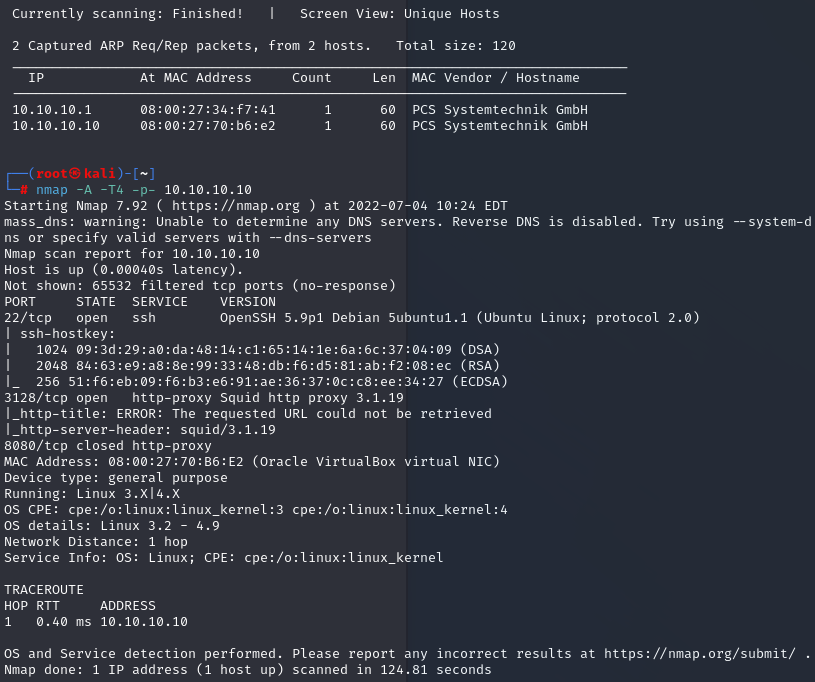 Currently scanning: Finished!   |   Screen View: Unique Hosts
2 Captured ARP Req/Rep packets, from 2 hosts.   Total size: 120
_____________________________________________________________________________
IP            At MAC Address     Count     Len  MAC Vendor / Hostname
-----------------------------------------------------------------------------
10.10.10.1      08:00:27:34:f7:41      1      60  PCS Systemtechnik GmbH
10.10.10.10     08:00:27:70:b6:e2      1      60  PCS Systemtechnik GmbH
┌──(root㉿kali)-[~]
└─# nmap -A -T4 -p- 10.10.10.10
Starting Nmap 7.92 ( https://nmap.org ) at 2022-07-04 10:24 EDT
mass_dns: warning: Unable to determine any DNS servers. Reverse DNS is disabled. Try using --system-d
ns or specify valid servers with --dns-servers
Nmap scan report for 10.10.10.10
Host is up (0.00040s latency).
Not shown: 65532 filtered tcp ports (no-response)
PORT     STATE  SERVICE    VERSION
22/tcp   open   ssh        OpenSSH 5.9p1 Debian 5ubuntu1.1 (Ubuntu Linux; protocol 2.0)
| ssh-hostkey:
|   1024 09:3d:29:a0:da:48:14:c1:65:14:1e:6a:6c:37:04:09 (DSA)
|   2048 84:63:e9:a8:8e:99:33:48:db:f6:d5:81:ab:f2:08:ec (RSA)
|_  256 51:f6:eb:09:f6:b3:e6:91:ae:36:37:0c:c8:ee:34:27 (ECDSA)
3128/tcp open   http-proxy Squid http proxy 3.1.19
|_http-title: ERROR: The requested URL could not be retrieved
|_http-server-header: squid/3.1.19
8080/tcp closed http-proxy
MAC Address: 08:00:27:70:B6:E2 (Oracle VirtualBox virtual NIC)
Device type: general purpose
Running: Linux 3.X|4.X
OS CPE: cpe:/o:linux:linux_kernel:3 cpe:/o:linux:linux_kernel:4
OS details: Linux 3.2 - 4.9
Network Distance: 1 hop
Service Info: OS: Linux; CPE: cpe:/o:linux:linux_kernel
TRACEROUTE
HOP RTT     ADDRESS
1   0.40 ms 10.10.10.10
OS and Service detection performed. Please report any incorrect results at https://nmap.org/submit/ .
Nmap done: 1 IP address (1 host up) scanned in 124.81 seconds